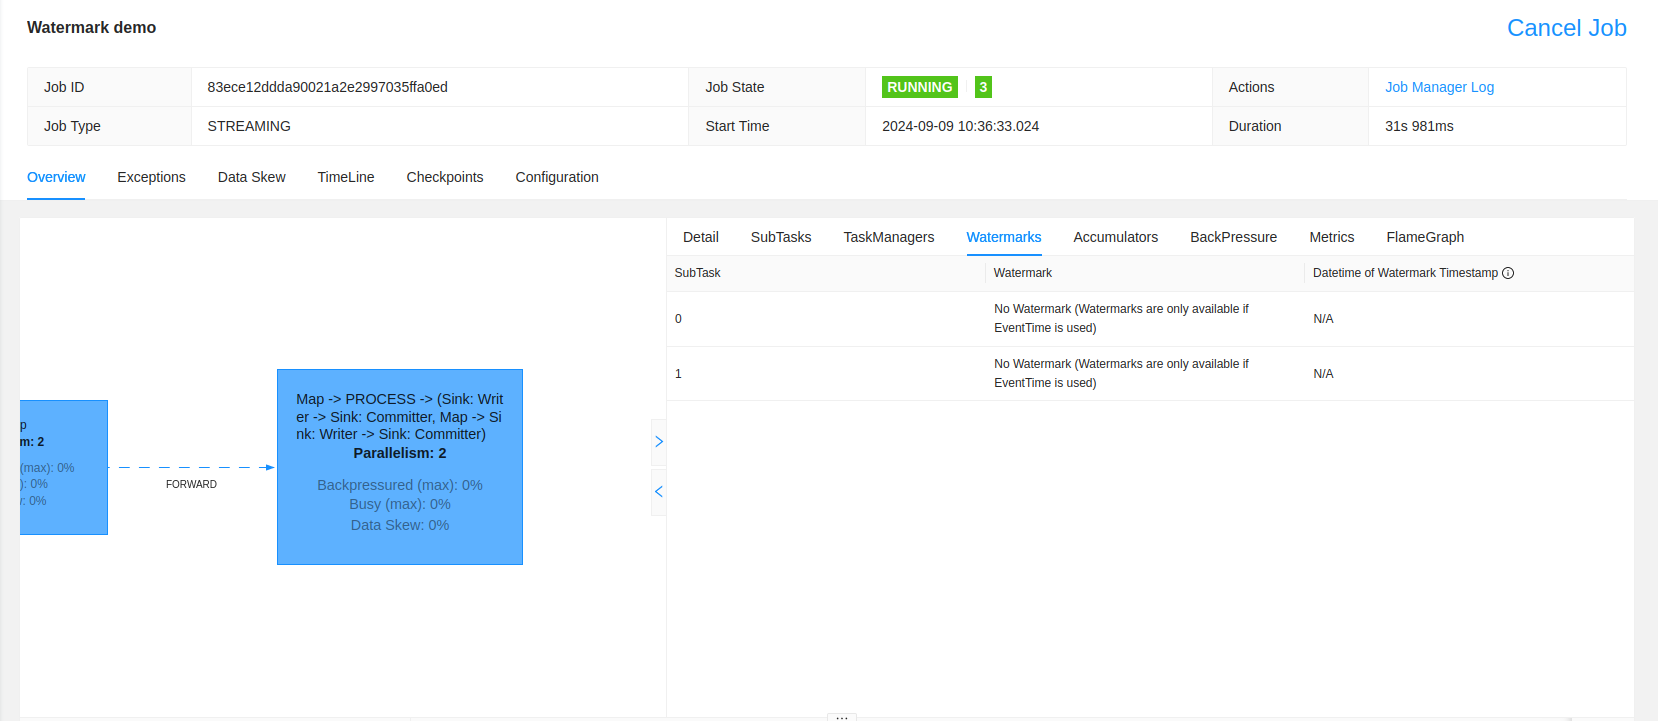 Watermark demo
Cancel Job
Job ID
83ece12ddda90021a2e2997035ffa0ed
Job State
RUNNING
3
Actions
Job Manager Log
Job Type
STREAMING
Start Time
2024-09-09 10:36:33.024
Duration
31s 981ms
Overview
Exceptions
Data Skew
TimeLine
Checkpoints
Configuration
p
m: 2
(max): 0%
): 0%
: 0%
FORWARD
Map -> PROCESS -> (Sink: Writ
er -> Sink: Committer, Map -> Si
nk: Writer -> Sink: Committer)
Parallelism: 2
Backpressured (max): 0%
Busy (max): 0%
Data Skew: 0%
Detail
SubTasks
TaskManagers
Watermarks
Accumulators
BackPressure
Metrics
FlameGraph
SubTask
Watermark
Datetime of Watermark Timestamp
0
No Watermark (Watermarks are only available if
EventTime is used)
N/A
1
No Watermark (Watermarks are only available if
EventTime is used)
N/A